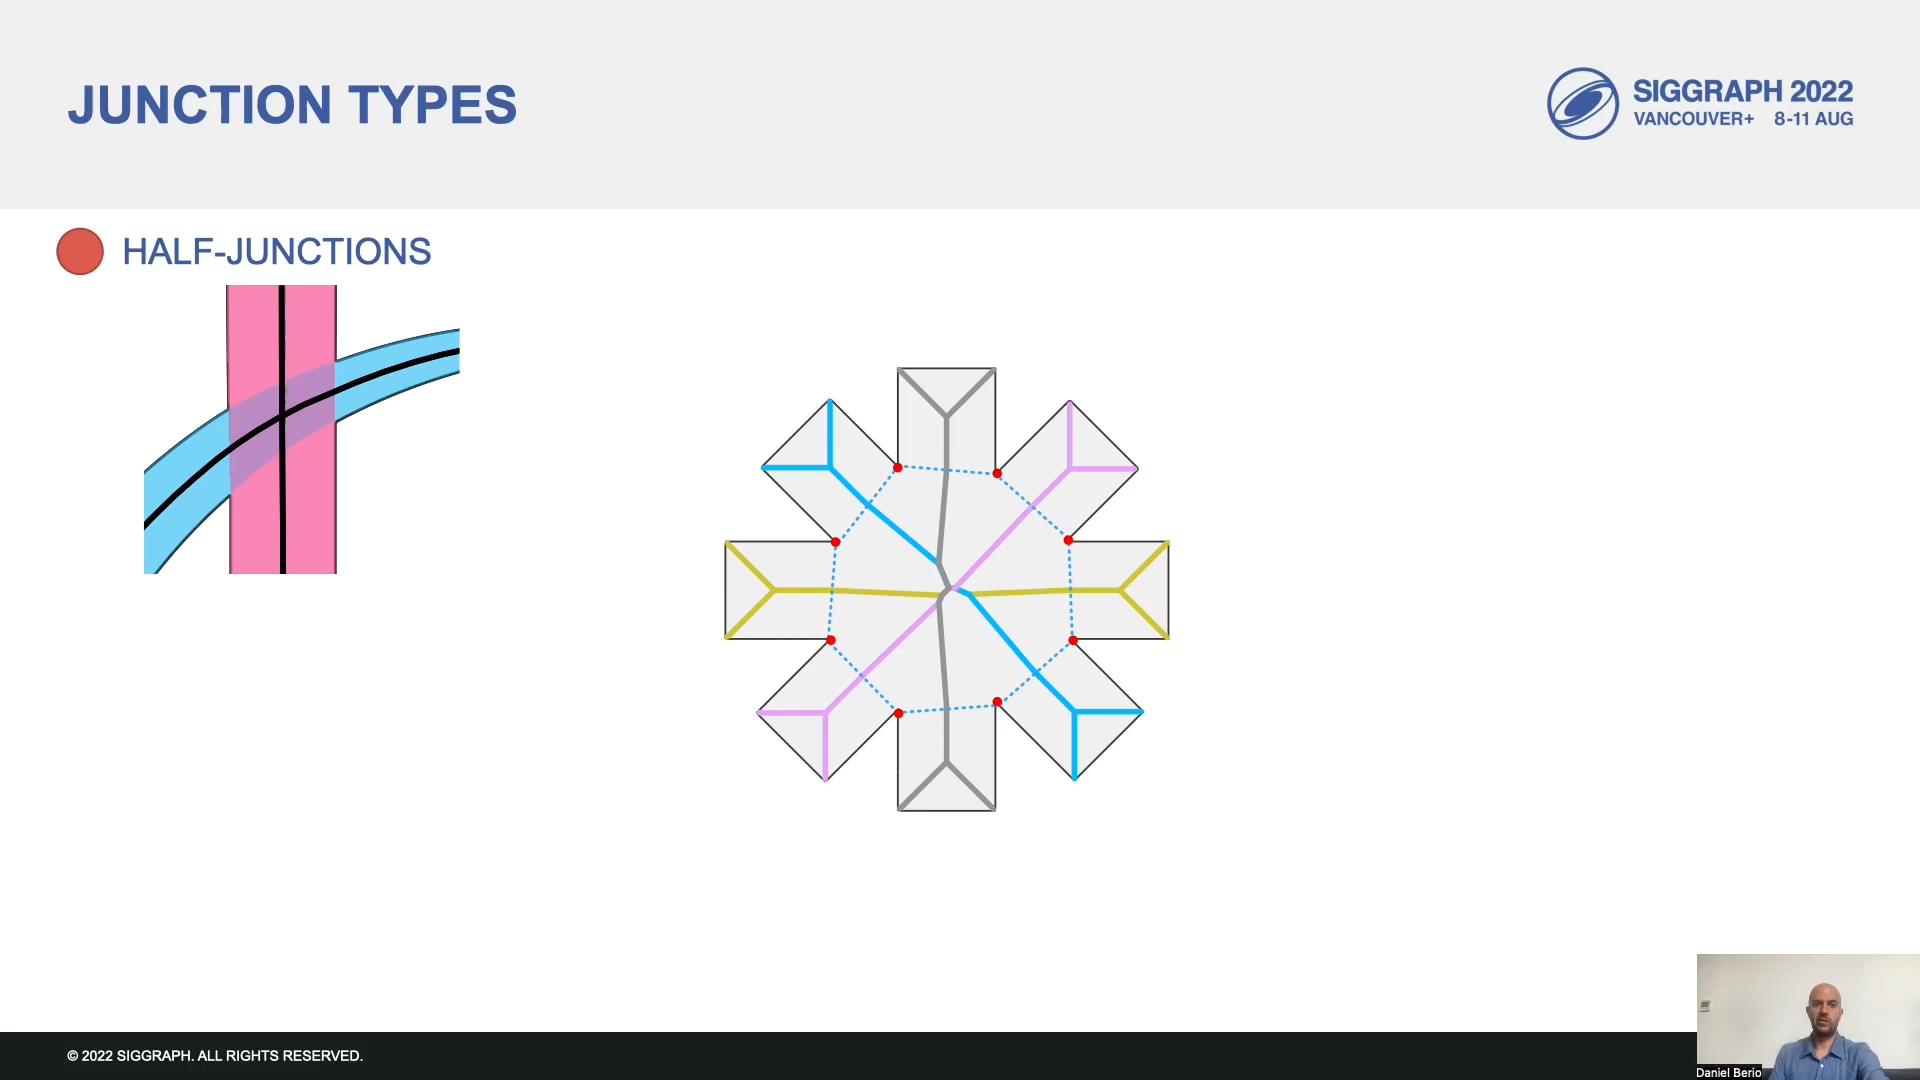 JUNCTION TYPES
SIGGRAPH 2022
VANCOUVER+ 8-11 AUG
HALF-JUNCTIONS
© 2022 SIGGRAPH. ALL RIGHTS RESERVED.
Daniel Berio